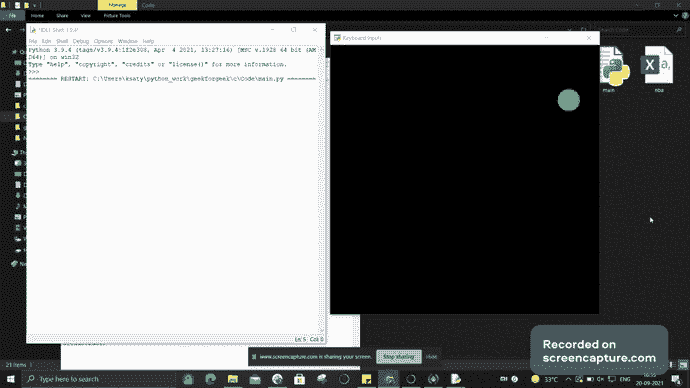 Manage
Code
File
Home
Share
View
Picture Tools
*IDLE Shell 3.9.4*
File Edit Shell Debug Options Window Help
Python 3.9.4 (tags/v3.9.4:1f2e308, Apr 4 2021, 13:27:16) [MSC v.1928 64 bit (AM
D64)] on win32
Type "help", "copyright", "credits" or "license()" for more information.
>>>
======== RESTART: C:\Users\ksaty\python_work\geekforgeek\c\Code\main.py ========
Ln: 5 Col: 0
Keyboard Inputs
main
nba
21 items
www.screencapture.com is sharing your screen.
Stop sharing
Hide
Recorded on
screencapture.com
Type here to search
33°C
ENG
20-09-2021